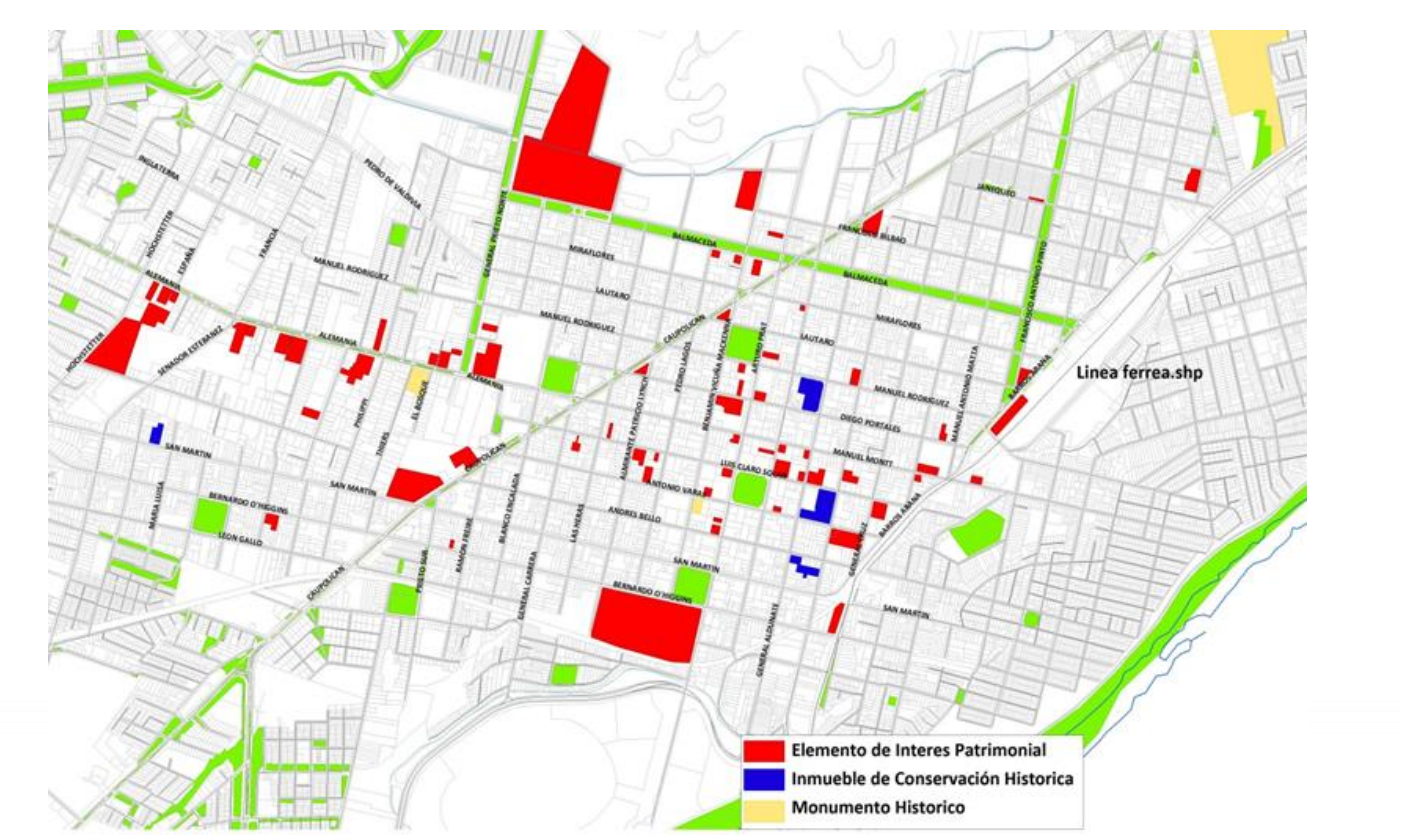 INGLATERRA
PEDRO DE VALDIVIA
JANEQUEO
HOCHSTETTER
ESPAÑA
FRANCISCO BILBAO
GENERAL PRIETO NORTE
BALMACEDA
MIRAFLORES
MANUEL RODRIGUEZ
ALEMANIA
BALMACEDA
FRANCISCO ANTONIO PINTO
LAUTARO
MANUEL RODRIGUEZ
CAUPOLICAN
MIRAFLORES
LAUTARO
ARTURO PRAT
BENJAMIN VICUÑA MACKENNA
PEDRO LAGOS
HOCHSTETTER
SENADOR ESTEBANEZ
ALEMANIA
ALEMANIA
EL BOSQUE
PHILIPPI
THIERS
ALMIRANTE PATRICIO LYNCH
MANUEL RODRIGUEZ
MANUEL ANTONIO MATTA
BARROS ARANA
Linea ferrea.shp
DIEGO PORTALES
SAN MARTIN
CAUPOLICAN
MANUEL MONTT
LUIS CLARO SOLAR
SAN MARTIN
ANTONIO VARAS
MARIA LUISA
BERNARDO O'HIGGINS
BLANCO ENCALADA
LAS HERAS
ANDRES BELLO
BARROS ARANA
GENERAL CRUZ
LEON GALLO
RAMON FREIRE
PRIETO SUR
CAUPOLICAN
GENERAL CARRERA
SAN MARTIN
BERNARDO O'HIGGINS
SAN MARTIN
GENERAL ALDUNATE
Elemento de Interes Patrimonial
Inmueble de Conservación Historica
Monumento Historico